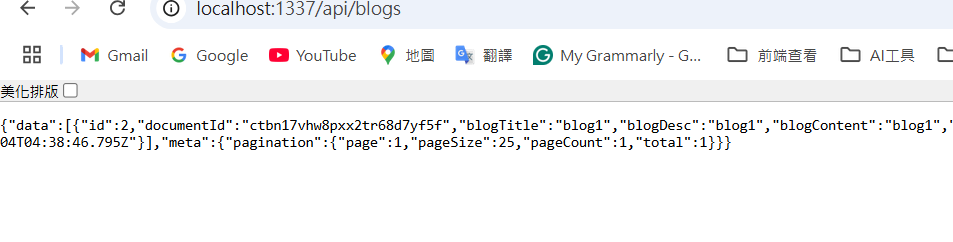 localhost:1337/api/blogs
Gmail Google YouTube 地圖 翻譯 My Grammarly - G... 前端查看 AI工具
美化排版
{"data":[{"id":2,"documentId":"ctbn17vhw8pxx2tr68d7yf5f","blogTitle":"blog1","blogDesc":"blog1","blogContent":"blog1","
04T04:38:46.795Z"}],"meta":{"pagination":{"page":1,"pageSize":25,"pageCount":1,"total":1}}}